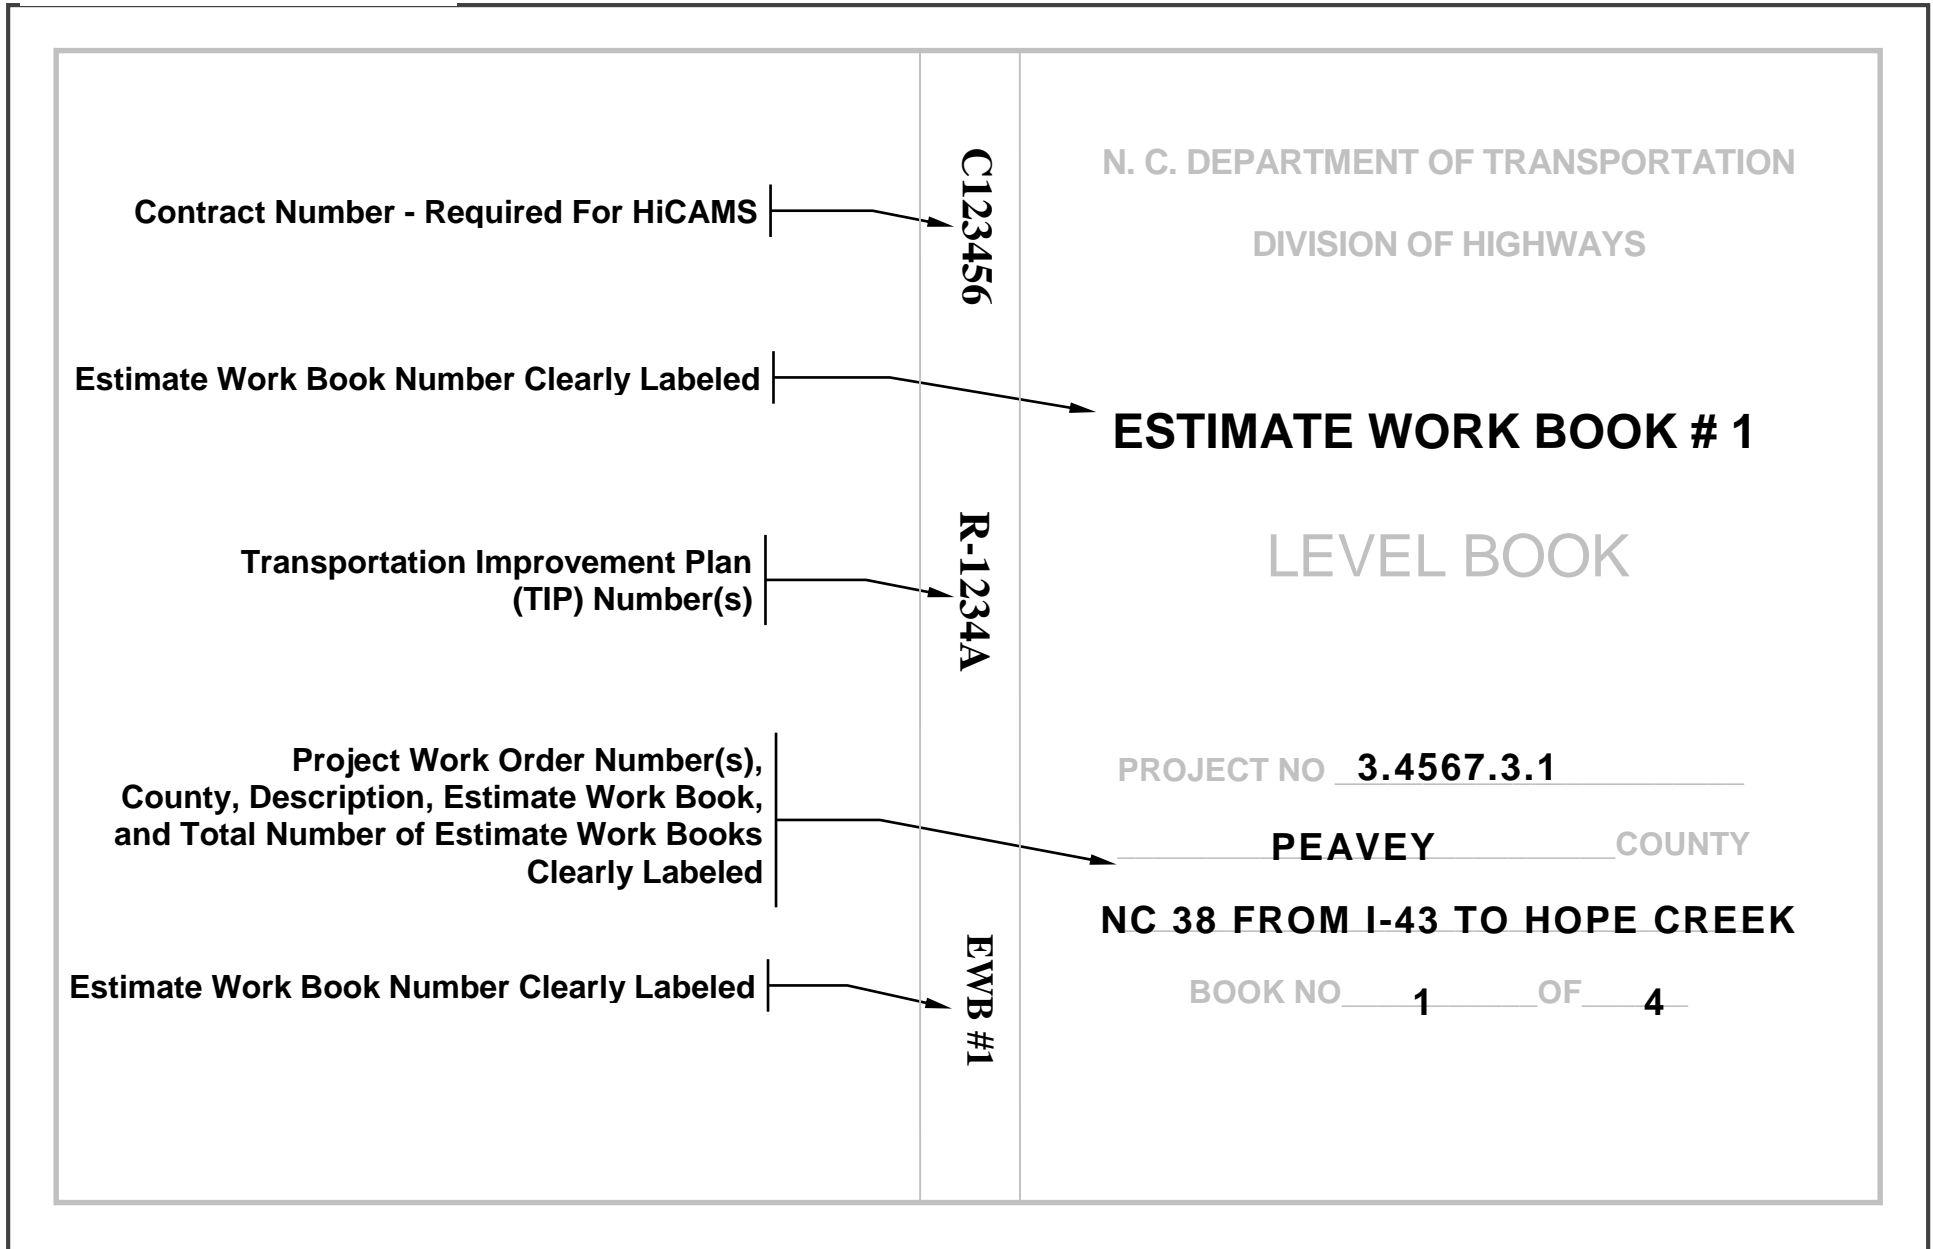 Contract Number - Required For HiCAMS
Estimate Work Book Number Clearly Labeled
Transportation Improvement Plan
(TIP) Number(s)
Project Work Order Number(s),
County, Description, Estimate Work Book,
and Total Number of Estimate Work Books
Clearly Labeled
Estimate Work Book Number Clearly Labeled
C123456
R-1234A
EWB #1
N. C. DEPARTMENT OF TRANSPORTATION
DIVISION OF HIGHWAYS
ESTIMATE WORK BOOK # 1
LEVEL BOOK
PROJECT NO 3.4567.3.1
PEAVEY COUNTY
NC 38 FROM I-43 TO HOPE CREEK
BOOK NO 1 OF 4